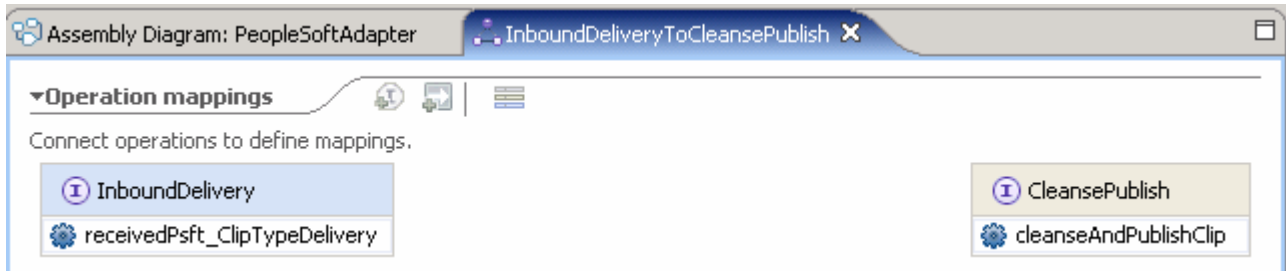 Assembly Diagram: PeopleSoftAdapter InboundDeliveryToCleansePublish
Operation mappings
Connect operations to define mappings.
InboundDelivery CleansePublish
receivedPsft_ClipTypeDelivery cleanseAndPublishClip